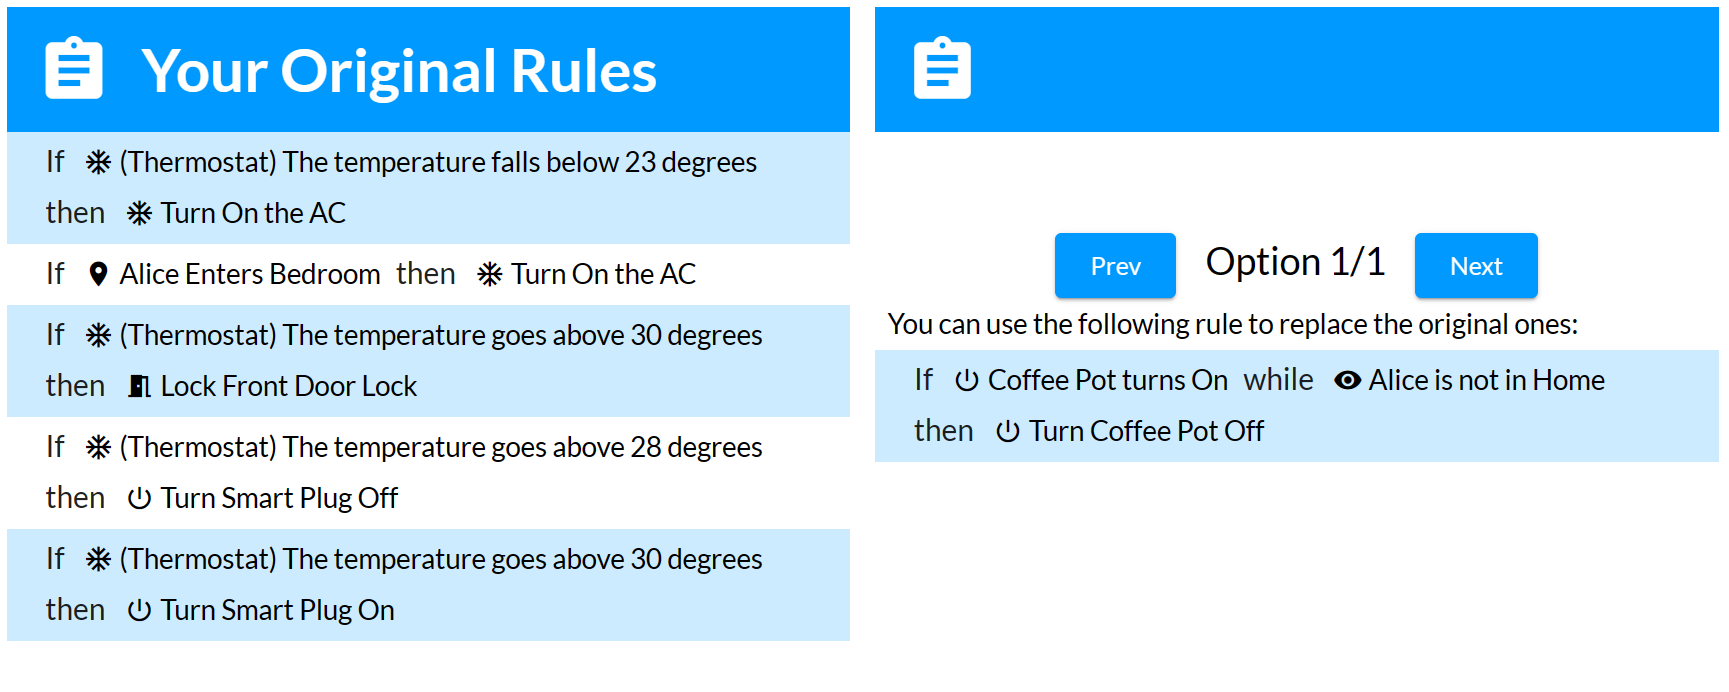 Your Original Rules
If (Thermostat) The temperature falls below 23 degrees
then Turn On the AC
If Alice Enters Bedroom then Turn On the AC
If (Thermostat) The temperature goes above 30 degrees
then Lock Front Door Lock
If (Thermostat) The temperature goes above 28 degrees
then Turn Smart Plug Off
If (Thermostat) The temperature goes above 30 degrees
then Turn Smart Plug On
Prev Option 1/1 Next
You can use the following rule to replace the original ones:
If Coffee Pot turns On while Alice is not in Home
then Turn Coffee Pot Off